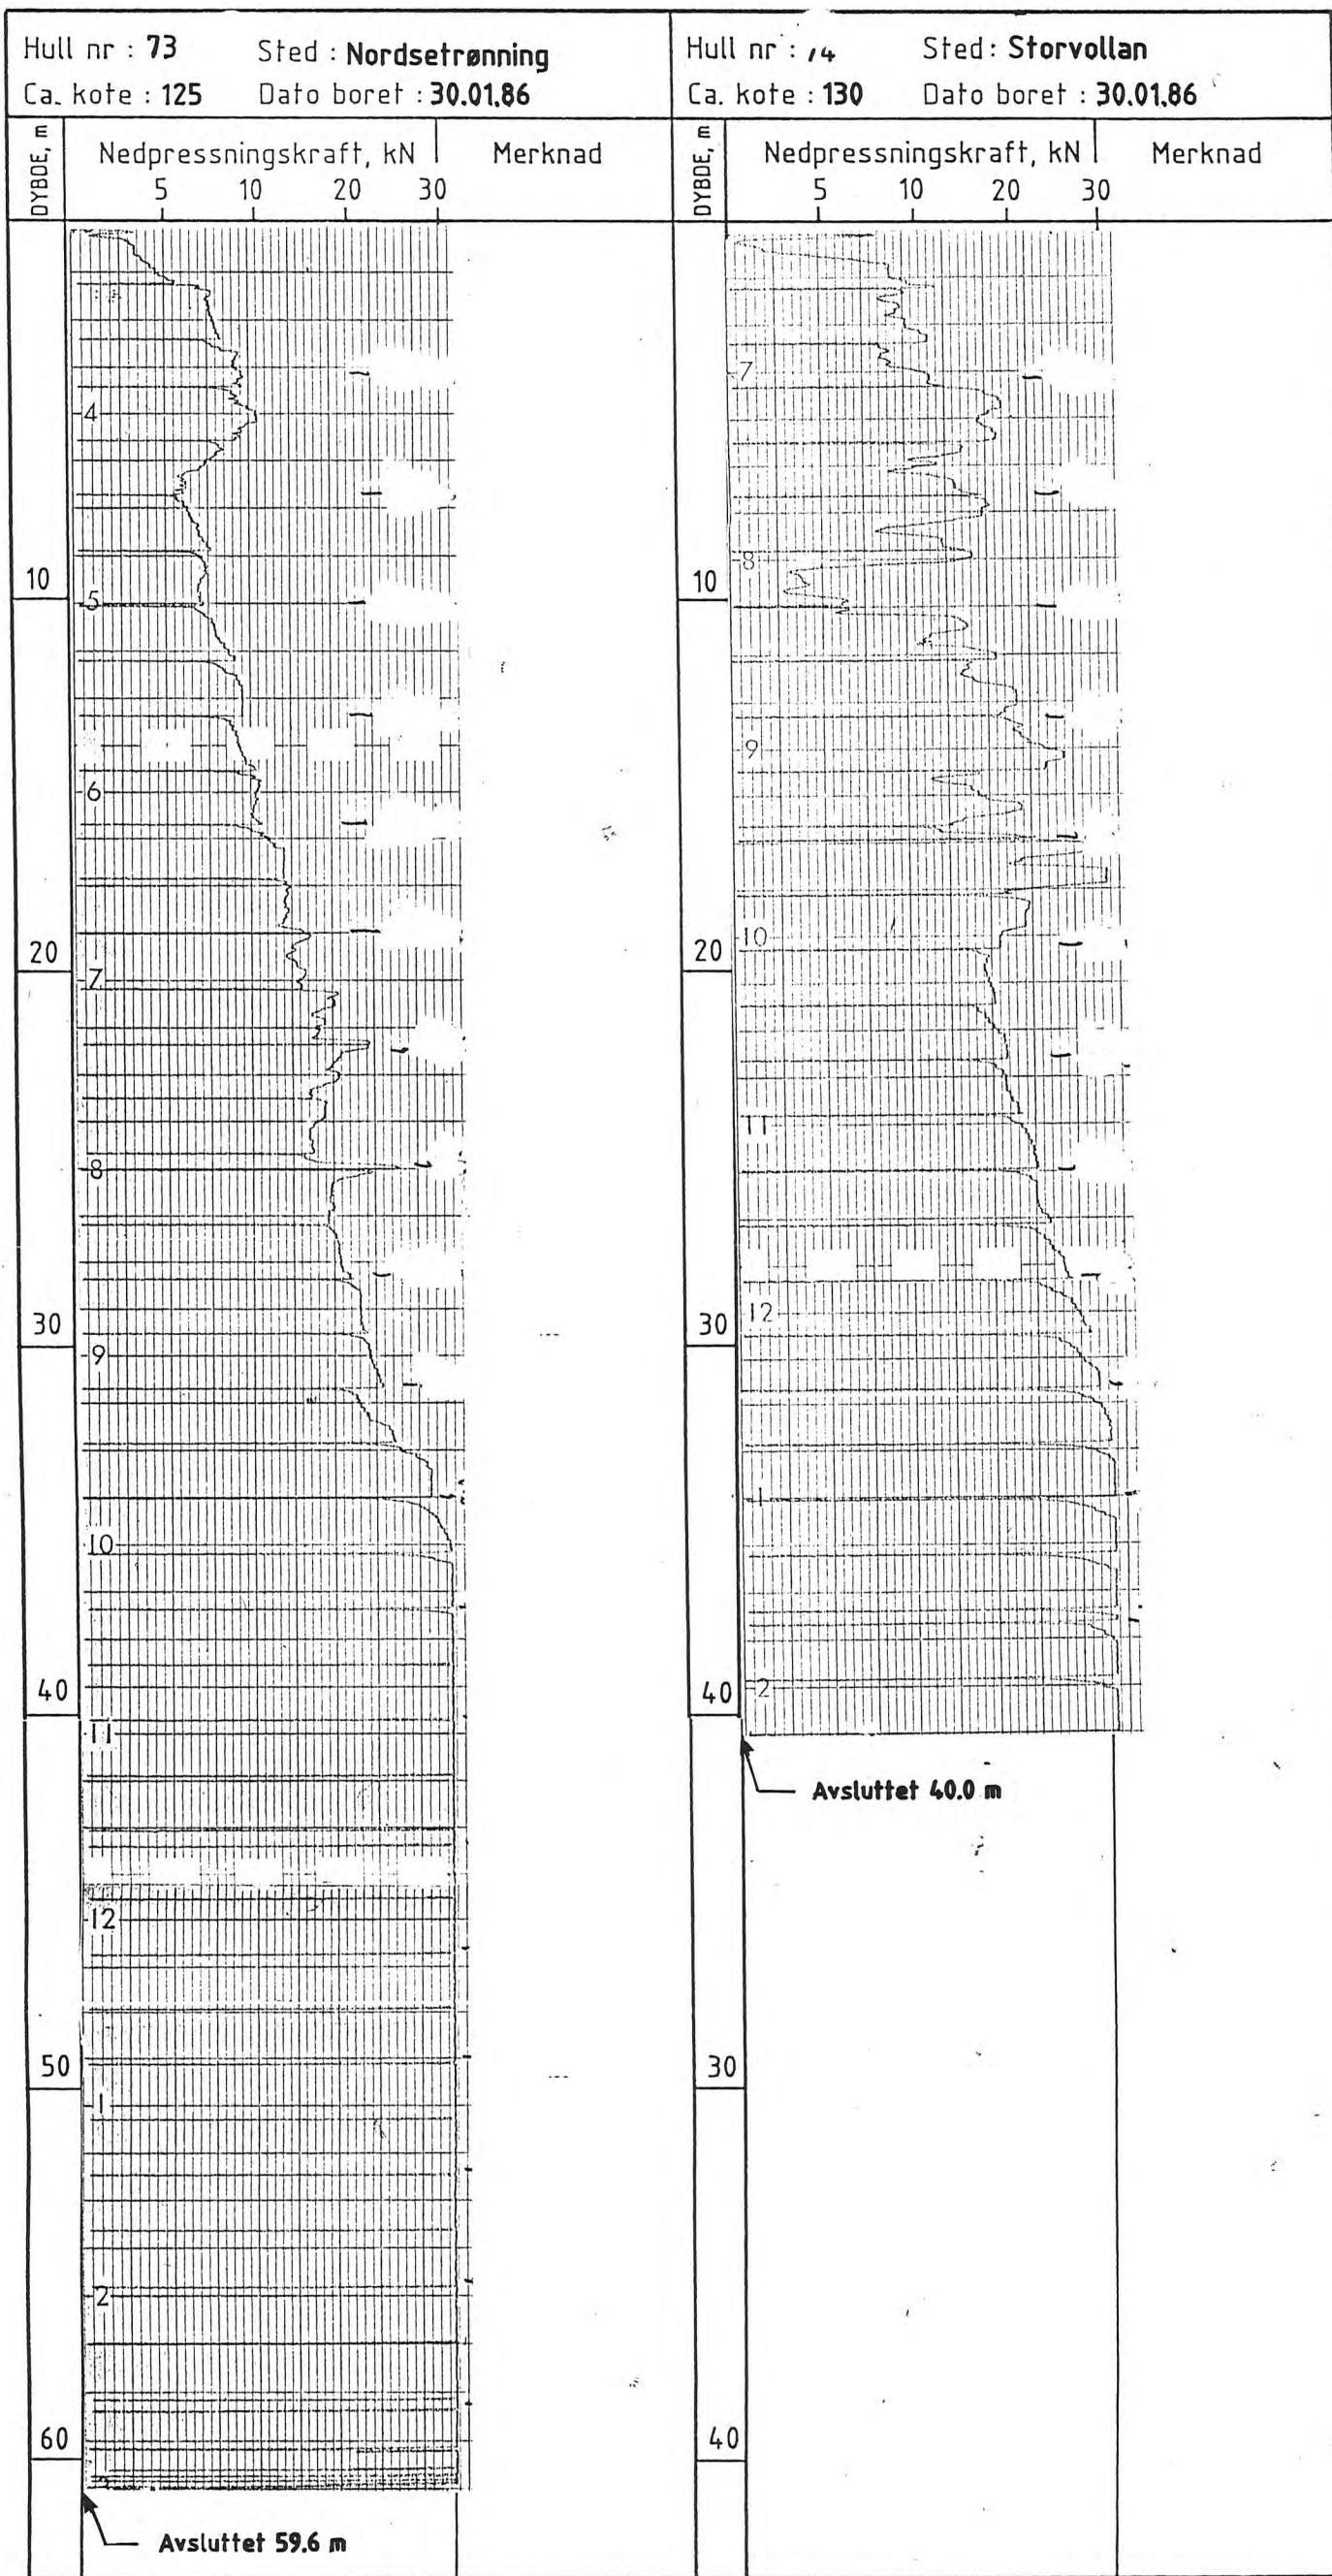 Hull nr : 73 Sted : Nordsetrønning
Ca. kote : 125 Dato boret : 30.01.86
DYBDE, m
Nedpressningskraft, kN
Merknad
5 10 20 30
4
10
5
6
20
7
8
30
9
10
40
11
12
50
1
2
60
Avsluttet 59.6 m
Hull nr : Sted : Storvollan
Ca. kote : 130 Dato boret : 30.01.86
DYBDE, m
Nedpressningskraft, kN
Merknad
5 10 20 30
7
8
10
9
10
20
11
12
30
1
2
40
Avsluttet 40.0 m
30
40